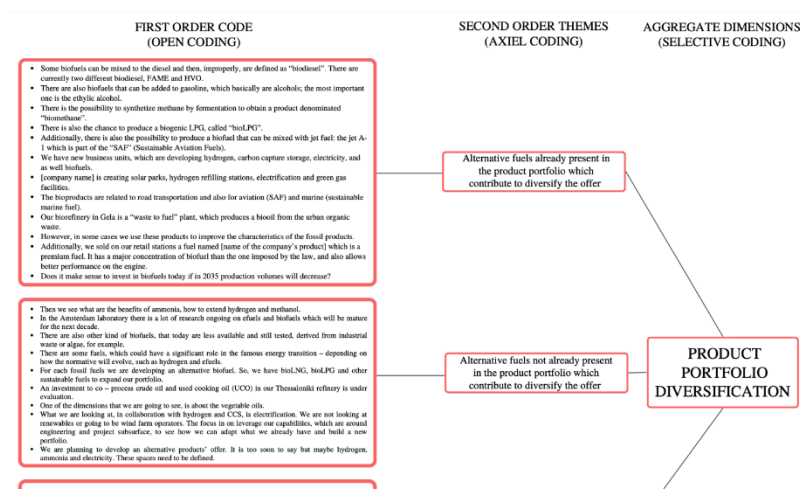 FIRST ORDER CODE
(OPEN CODING)
SECOND ORDER THEMES
(AXIEL CODING)
AGGREGATE DIMENSIONS
(SELECTIVE CODING)
• Some biofuels can be mixed to the diesel and then, improperly, are defined as “biodiesel”. There are
currently two different biodiesel, FAME and HVO.
• There are also biofuels that can be added to gasoline, which basically are alcohols; the most important
one is the ethylic alcohol.
• There is the possibility to synthetize methane by fermentation to obtain a product denominated
“biomethane”.
• There is also the chance to produce a biogenic LPG, called “bioLPG”.
• Additionally, there is also the possibility to produce a biofuel that can be mixed with jet fuel: the jet A-
1 which is part of the “SAF” (Sustainable Aviation Fuels).
• We have new business units, which are developing hydrogen, carbon capture storage, electricity, and
as well biofuels.
• [company name] is creating solar parks, hydrogen refilling stations, electrification and green gas
facilities.
• The bioproducts are related to road transportation and also for aviation (SAF) and marine (sustainable
marine fuel).
• Our biorefinery in Gela is a “waste to fuel” plant, which produces a biooil from the urban organic
waste.
• However, in some cases we use these products to improve the characteristics of the fossil products.
• Additionally, we sold on our retail stations a fuel named [name of the company’s product] which is a
premium fuel. It has a major concentration of biofuel than the one imposed by the law, and also allows
better performance on the engine.
• Does it make sense to invest in biofuels today if in 2035 production volumes will decrease?
Alternative fuels already present in
the product portfolio which
contribute to diversify the offer
• Then we see what are the benefits of ammonia, how to extend hydrogen and methanol.
• In the Amsterdam laboratory there is a lot of research ongoing on efuels and biofuels which will be mature
for the next decade.
• There are also other kind of biofuels, that today are less available and still tested, derived from industrial
waste or algae, for example.
• There are some fuels, which could have a significant role in the famous energy transition – depending on
how the normative will evolve, such as hydrogen and efuels.
• For each fossil fuels we are developing an alternative biofuel. So, we have bioLNG, bioLPG and other
sustainable fuels to expand our portfolio.
• An investment to co – process crude oil and used cooking oil (UCO) in our Thessaloniki refinery is under
evaluation.
• One of the dimensions that we are going to see, is about the vegetable oils.
• What we are looking at, in collaboration with hydrogen and CCS, is electrification. We are not looking at
renewables or going to be wind farm operators. The focus in on leverage our capabilities, which are around
engineering and project subsurface, to see how we can adapt what we already have and build a new
portfolio.
• We are planning to develop an alternative products’ offer. It is too soon to say but maybe hydrogen,
ammonia and electricity. These spaces need to be defined.
Alternative fuels not already present
in the product portfolio which
contribute to diversify the offer
PRODUCT
PORTFOLIO
DIVERSIFICATION